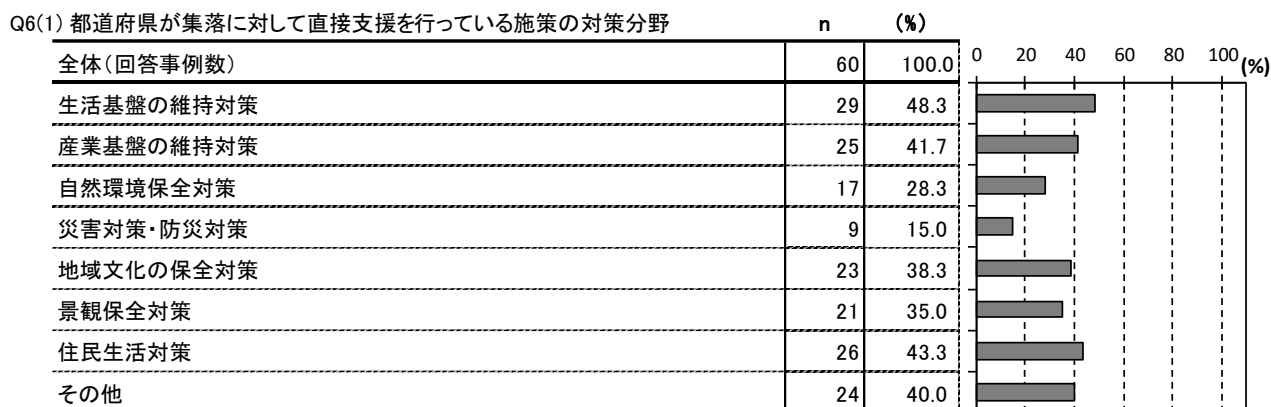 Q6(1) 都道府県が集落に対して直接支援を行っている施策の対策分野 n (%)
全体(回答事例数) 60 100.0 0 20 40 60 80 100 (%)
生活基盤の維持対策 29 48.3
産業基盤の維持対策 25 41.7
自然環境保全対策 17 28.3
災害対策・防災対策 9 15.0
地域文化の保全対策 23 38.3
景観保全対策 21 35.0
住民生活対策 26 43.3
その他 24 40.0